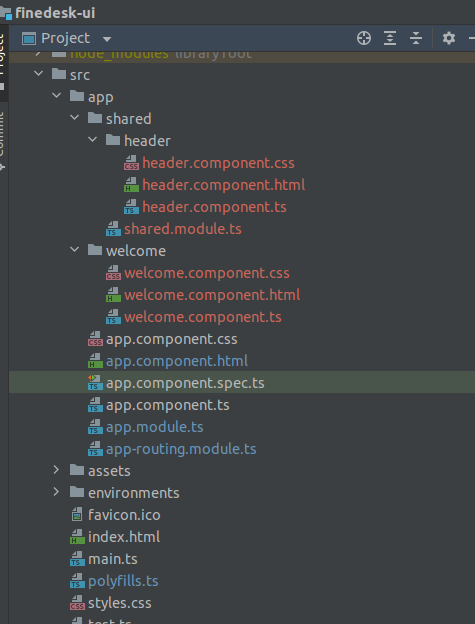 finedesk-ui
Project
Project
node_modules library root
src
app
shared
header
header.component.css
header.component.html
header.component.ts
shared.module.ts
welcome
welcome.component.css
welcome.component.html
welcome.component.ts
app.component.css
app.component.html
app.component.spec.ts
app.component.ts
app.module.ts
app-routing.module.ts
assets
environments
favicon.ico
index.html
main.ts
polyfills.ts
styles.css
test.ts
Commit